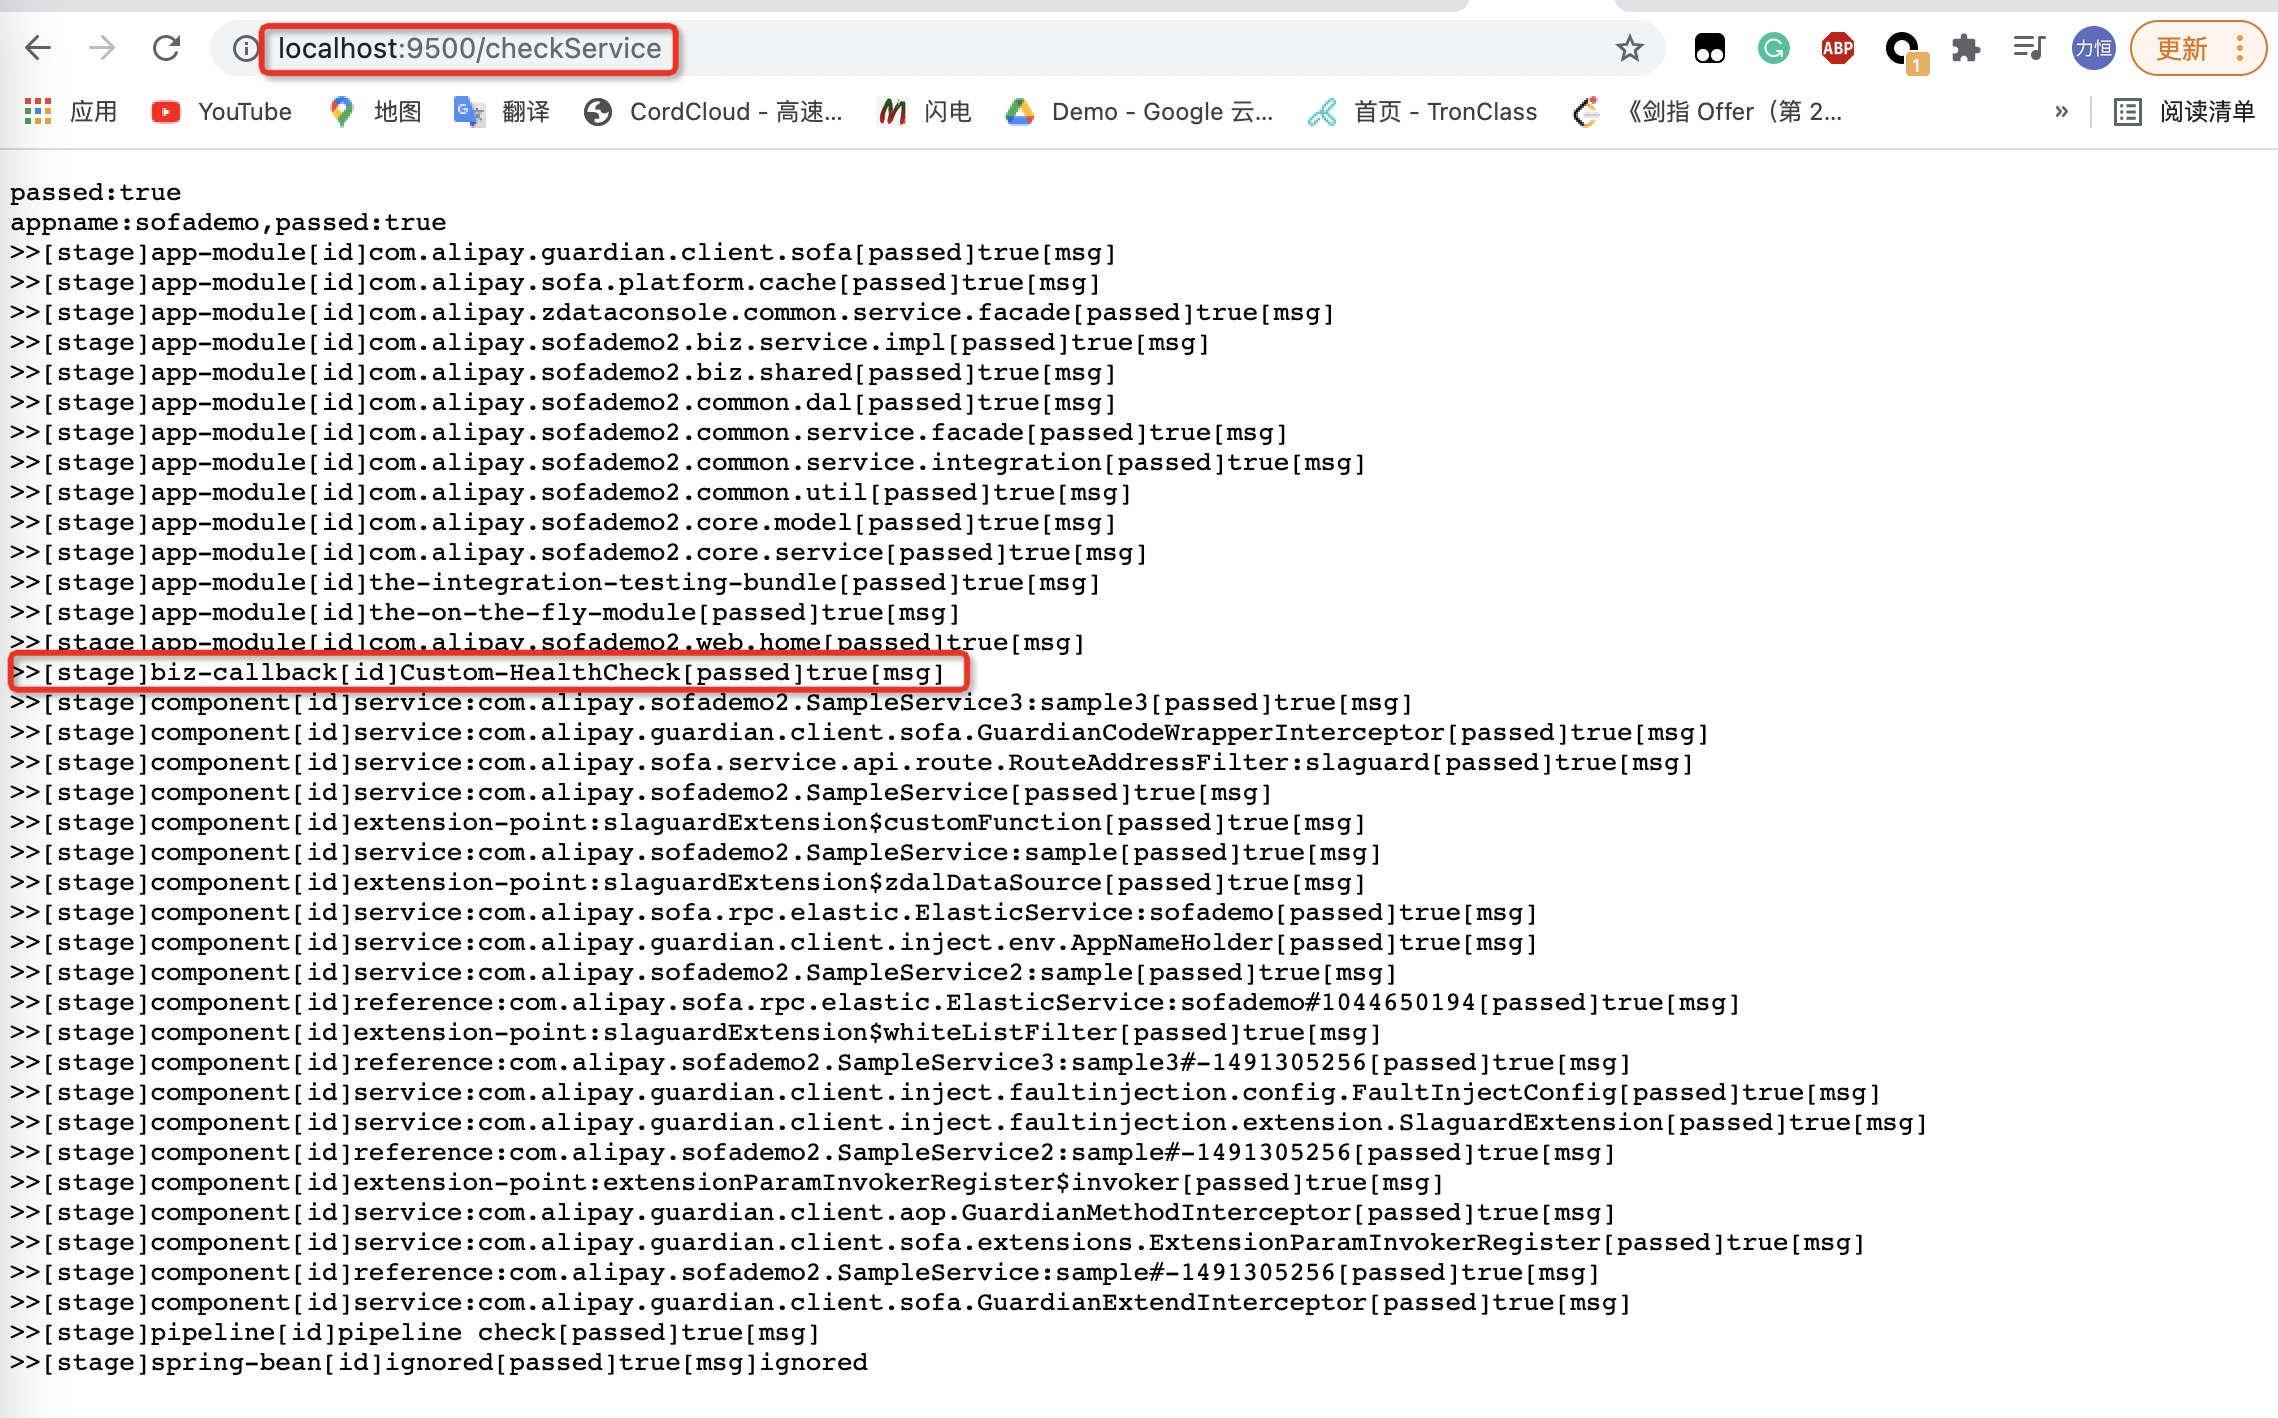 localhost:9500/checkService
ABP
1
力恒
更新
应用
YouTube
地图
翻译
CordCloud - 高速...
闪电
Demo - Google 云...
首页 - TronClass
《剑指 Offer（第 2...
»
阅读清单
passed:true
appname:sofademo,passed:true
>>[stage]app-module[id]com.alipay.guardian.client.sofa[passed]true[msg]
>>[stage]app-module[id]com.alipay.sofa.platform.cache[passed]true[msg]
>>[stage]app-module[id]com.alipay.zdataconsole.common.service.facade[passed]true[msg]
>>[stage]app-module[id]com.alipay.sofademo2.biz.service.impl[passed]true[msg]
>>[stage]app-module[id]com.alipay.sofademo2.biz.shared[passed]true[msg]
>>[stage]app-module[id]com.alipay.sofademo2.common.dal[passed]true[msg]
>>[stage]app-module[id]com.alipay.sofademo2.common.service.facade[passed]true[msg]
>>[stage]app-module[id]com.alipay.sofademo2.common.service.integration[passed]true[msg]
>>[stage]app-module[id]com.alipay.sofademo2.common.util[passed]true[msg]
>>[stage]app-module[id]com.alipay.sofademo2.core.model[passed]true[msg]
>>[stage]app-module[id]com.alipay.sofademo2.core.service[passed]true[msg]
>>[stage]app-module[id]the-integration-testing-bundle[passed]true[msg]
>>[stage]app-module[id]the-on-the-fly-module[passed]true[msg]
>>[stage]app-module[id]com.alipay.sofademo2.web.home[passed]true[msg]
>>[stage]biz-callback[id]Custom-HealthCheck[passed]true[msg]
>>[stage]component[id]service:com.alipay.sofademo2.SampleService3:sample3[passed]true[msg]
>>[stage]component[id]service:com.alipay.guardian.client.sofa.GuardianCodeWrapperInterceptor[passed]true[msg]
>>[stage]component[id]service:com.alipay.sofa.service.api.route.RouteAddressFilter:slaguard[passed]true[msg]
>>[stage]component[id]service:com.alipay.sofademo2.SampleService[passed]true[msg]
>>[stage]component[id]extension-point:slaguardExtension$customFunction[passed]true[msg]
>>[stage]component[id]service:com.alipay.sofademo2.SampleService:sample[passed]true[msg]
>>[stage]component[id]extension-point:slaguardExtension$zdalDataSource[passed]true[msg]
>>[stage]component[id]service:com.alipay.sofa.rpc.elastic.ElasticService:sofademo[passed]true[msg]
>>[stage]component[id]service:com.alipay.guardian.client.inject.env.AppNameHolder[passed]true[msg]
>>[stage]component[id]service:com.alipay.sofademo2.SampleService2:sample[passed]true[msg]
>>[stage]component[id]reference:com.alipay.sofa.rpc.elastic.ElasticService:sofademo#1044650194[passed]true[msg]
>>[stage]component[id]extension-point:slaguardExtension$whiteListFilter[passed]true[msg]
>>[stage]component[id]reference:com.alipay.sofademo2.SampleService3:sample3#-1491305256[passed]true[msg]
>>[stage]component[id]service:com.alipay.guardian.client.inject.faultinjection.config.FaultInjectConfig[passed]true[msg]
>>[stage]component[id]service:com.alipay.guardian.client.inject.faultinjection.extension.SlaguardExtension[passed]true[msg]
>>[stage]component[id]reference:com.alipay.sofademo2.SampleService2:sample#-1491305256[passed]true[msg]
>>[stage]component[id]extension-point:extensionParamInvokerRegister$invoker[passed]true[msg]
>>[stage]component[id]service:com.alipay.guardian.client.aop.GuardianMethodInterceptor[passed]true[msg]
>>[stage]component[id]service:com.alipay.guardian.client.sofa.extensions.ExtensionParamInvokerRegister[passed]true[msg]
>>[stage]component[id]reference:com.alipay.sofademo2.SampleService:sample#-1491305256[passed]true[msg]
>>[stage]component[id]service:com.alipay.guardian.client.sofa.GuardianExtendInterceptor[passed]true[msg]
>>[stage]pipeline[id]pipeline check[passed]true[msg]
>>[stage]spring-bean[id]ignored[passed]true[msg]ignored